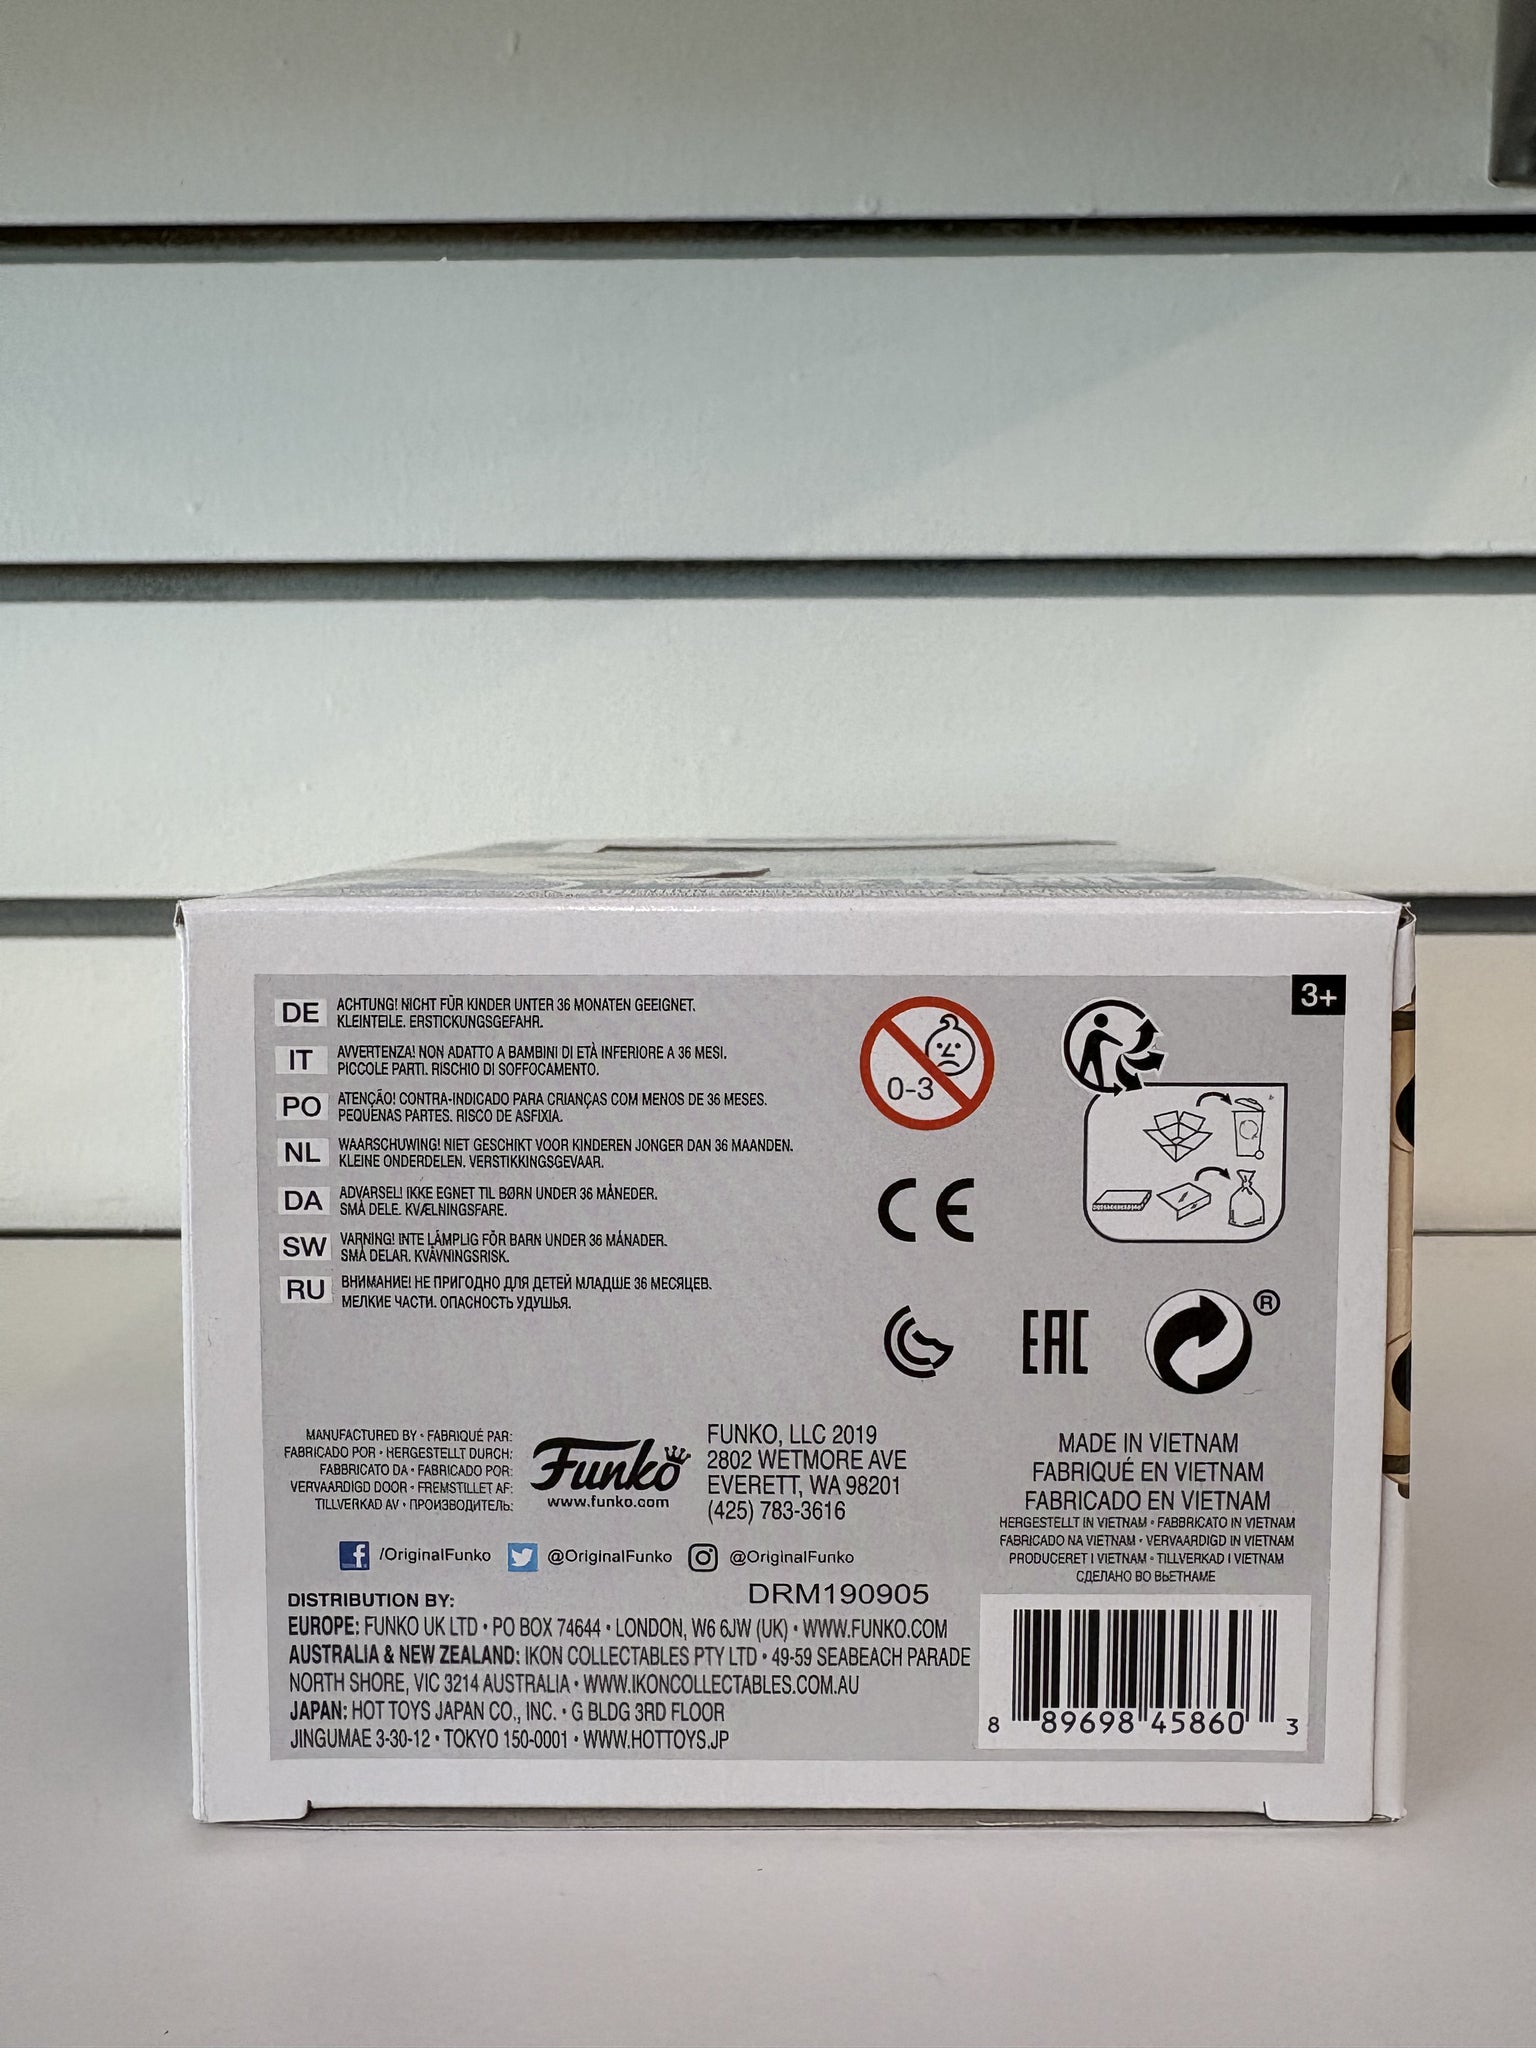 3+
DE ACHTUNG! NICHT FÜR KINDER UNTER 36 MONATEN GEEIGNET.
KLEINTEILE. ERSTICKUNGSGEFAHR.
IT AVVERTENZA! NON ADATTO A BAMBINI DI ETÀ INFERIORE A 36 MESI.
PICCOLE PARTI. RISCHIO DI SOFFOCAMENTO.
PO ATENÇÃO! CONTRA-INDICADO PARA CRIANÇAS COM MENOS DE 36 MESES.
PEQUENAS PARTES. RISCO DE ASFIXIA.
NL WAARSCHUWING! NIET GESCHIKT VOOR KINDEREN JONGER DAN 36 MAANDEN.
KLEINE ONDERDELEN. VERSTIKKINGSGEVAAR.
DA ADVARSEL! IKKE EGNET TIL BØRN UNDER 36 MÅNEDER.
SMÅ DELE. KVÆLNINGSFARE.
SW VARNING! INTE LÄMPLIG FÖR BARN UNDER 36 MÅNADER.
SMÅ DELAR. KVÄVNINGSRISK.
RU ВНИМАНИЕ! НЕ ПРИГОДНО ДЛЯ ДЕТЕЙ МЛАДШЕ 36 МЕСЯЦЕВ.
МЕЛКИЕ ЧАСТИ. ОПАСНОСТЬ УДУШЬЯ.
0-3
CE
EAC
®
MANUFACTURED BY • FABRIQUÉ PAR:
FABRICADO POR • HERGESTELLT DURCH:
FABBRICATO DA • FABRICADO POR:
VERVAARDIGD DOOR • FREMSTILLET AF:
TILLVERKAD AV • ПРОИЗВОДИТЕЛЬ:
Funko
www.funko.com
FUNKO, LLC 2019
2802 WETMORE AVE
EVERETT, WA 98201
(425) 783-3616
MADE IN VIETNAM
FABRIQUÉ EN VIETNAM
FABRICADO EN VIETNAM
HERGESTELLT IN VIETNAM • FABBRICATO IN VIETNAM
FABRICADO NA VIETNAM • VERVAARDIGD IN VIETNAM
PRODUCERET I VIETNAM • TILLVERKAD I VIETNAM
СДЕЛАНО ВО ВЬЕТНАМЕ
/OriginalFunko @OriginalFunko @OriginalFunko
DRM190905
DISTRIBUTION BY:
EUROPE: FUNKO UK LTD • PO BOX 74644 • LONDON, W6 6JW (UK) • WWW.FUNKO.COM
AUSTRALIA & NEW ZEALAND: IKON COLLECTABLES PTY LTD • 49-59 SEABEACH PARADE
NORTH SHORE, VIC 3214 AUSTRALIA • WWW.IKONCOLLECTABLES.COM.AU
JAPAN: HOT TOYS JAPAN CO., INC. • G BLDG 3RD FLOOR
JINGUMAE 3-30-12 • TOKYO 150-0001 • WWW.HOTTOYS.JP
8 89698 45860 3